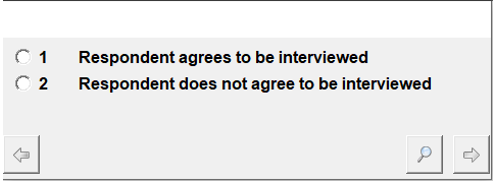 1 Respondent agrees to be interviewed
2 Respondent does not agree to be interviewed